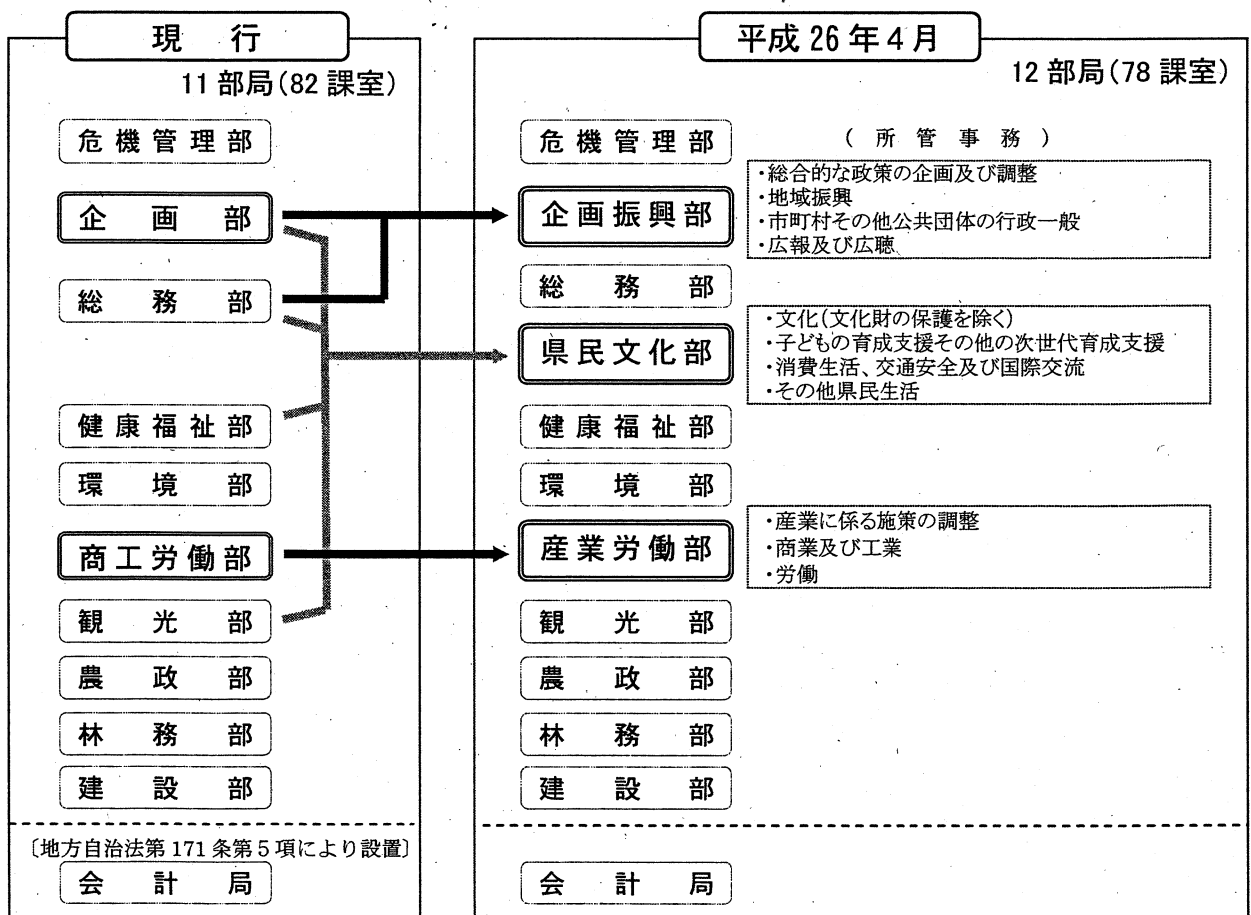 現行
11部局(82課室)
危機管理部
企画部
総務部
健康福祉部
環境部
商工労働部
観光部
農政部
林務部
建設部
〔地方自治法第171条第5項により設置〕
会計局
平成26年4月
12部局(78課室)
危機管理部
(所管事務)
企画振興部
・総合的な政策の企画及び調整
・地域振興
・市町村その他公共団体の行政一般
・広報及び広聴
総務部
県民文化部
・文化(文化財の保護を除く)
・子どもの育成支援その他の次世代育成支援
・消費生活、交通安全及び国際交流
・その他県民生活
健康福祉部
環境部
産業労働部
・産業に係る施策の調整
・商業及び工業
・労働
観光部
農政部
林務部
建設部
会計局